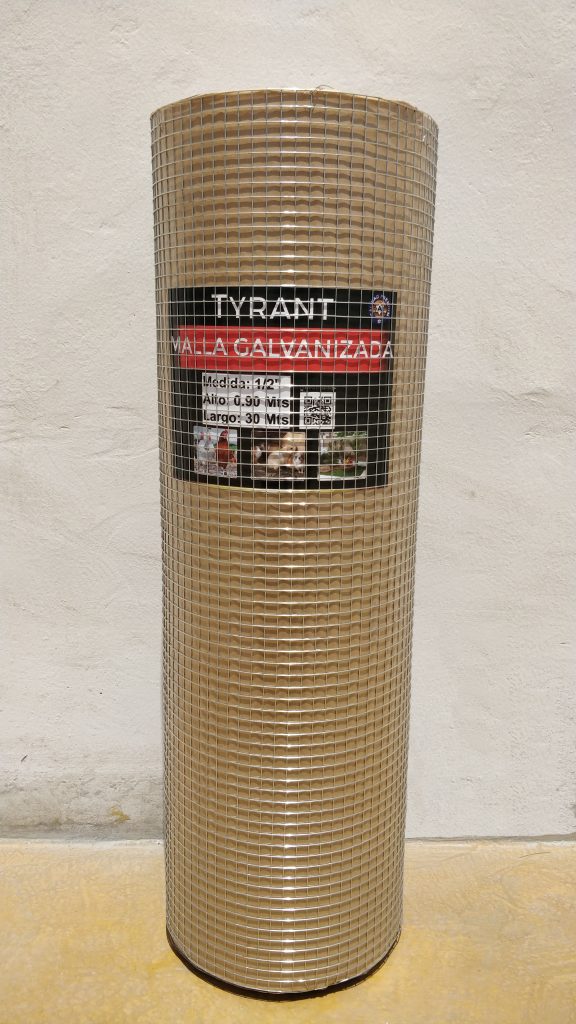 TYRANT
MALLA GALVANIZADA
Medida: 1/2"
Alto: 0.90 Mts
Largo: 30 Mts